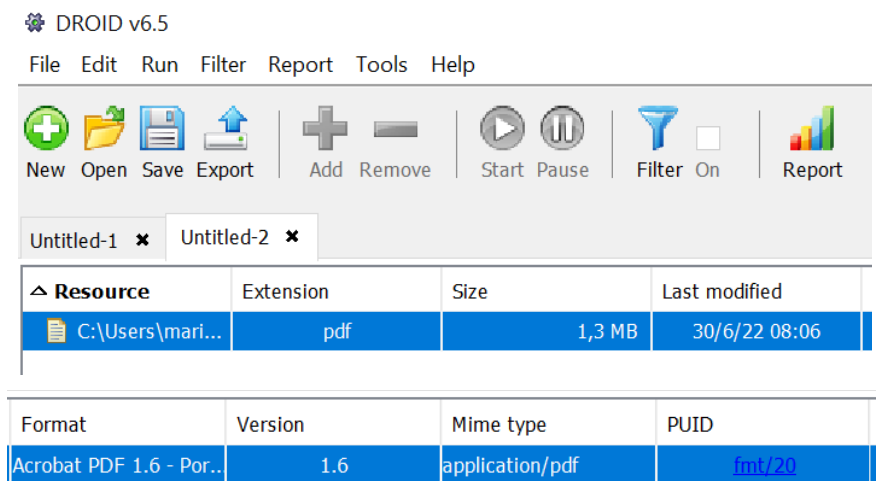 DROID v6.5
File Edit Run Filter Report Tools Help
New Open Save Export Add Remove Start Pause Filter On Report
Untitled-1 Untitled-2
Resource Extension Size Last modified
C:\Users\mari... pdf 1,3 MB 30/6/22 08:06
Format Version Mime type PUID
Acrobat PDF 1.6 - Por... 1.6 application/pdf fmt/20